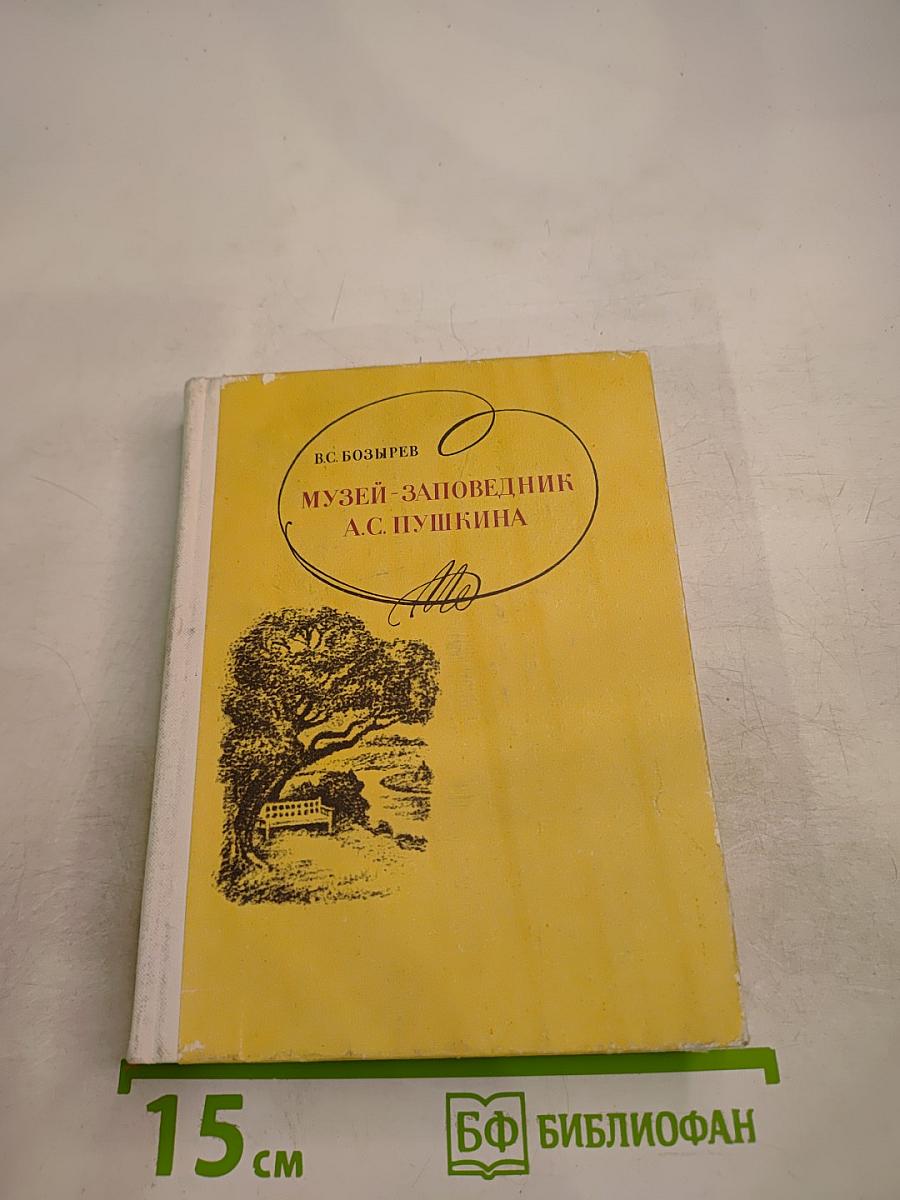 В.С. БОЗЫРЕВ
МУЗЕЙ-ЗАПОВЕДНИК
А.С. ПУШКИНА
15 см
БФ БИБЛИОФАН